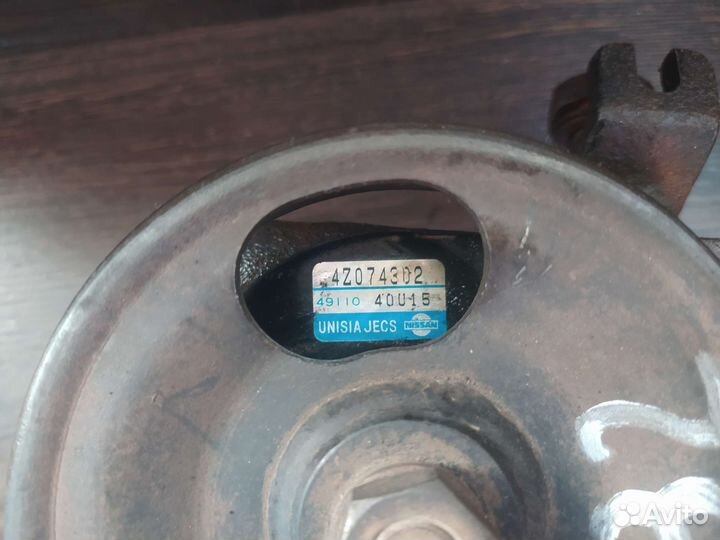 4Z074302
49110 40U15
UNISIA JECS NISSAN
Avito